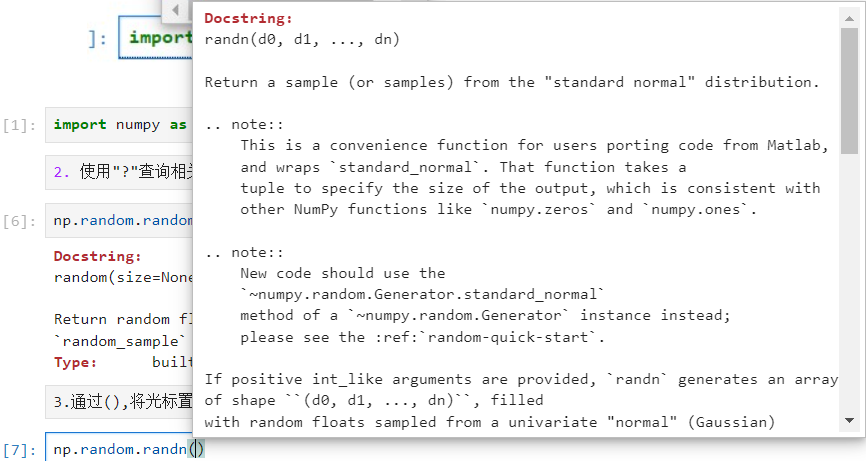 ]: import
[1]: import numpy as
2. 使用"?"查询相关
[6]: np.random.random
Docstring:
random(size=None
Return random fl
`random_sample`
Type: built
3.通过(),将光标置
[7]: np.random.randn()
Docstring:
randn(d0, d1, ..., dn)
Return a sample (or samples) from the "standard normal" distribution.
.. note::
This is a convenience function for users porting code from Matlab,
and wraps `standard_normal`. That function takes a
tuple to specify the size of the output, which is consistent with
other NumPy functions like `numpy.zeros` and `numpy.ones`.
.. note::
New code should use the
`~numpy.random.Generator.standard_normal`
method of a `~numpy.random.Generator` instance instead;
please see the :ref:`random-quick-start`.
If positive int_like arguments are provided, `randn` generates an array
of shape ``(d0, d1, ..., dn)``, filled
with random floats sampled from a univariate "normal" (Gaussian)